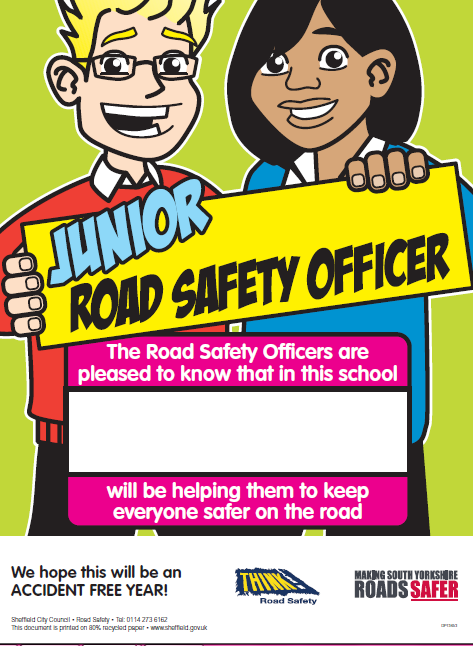 JUNIOR
ROAD SAFETY OFFICER
The Road Safety Officers are
pleased to know that in this school
will be helping them to keep
everyone safer on the road
We hope this will be an
ACCIDENT FREE YEAR!
THINK!
Road Safety
MAKING SOUTH YORKSHIRE
ROADS SAFER
Sheffield City Council • Road Safety • Tel: 0114 273 6162
This document is printed on 80% recycled paper • www.sheffield.gov.uk